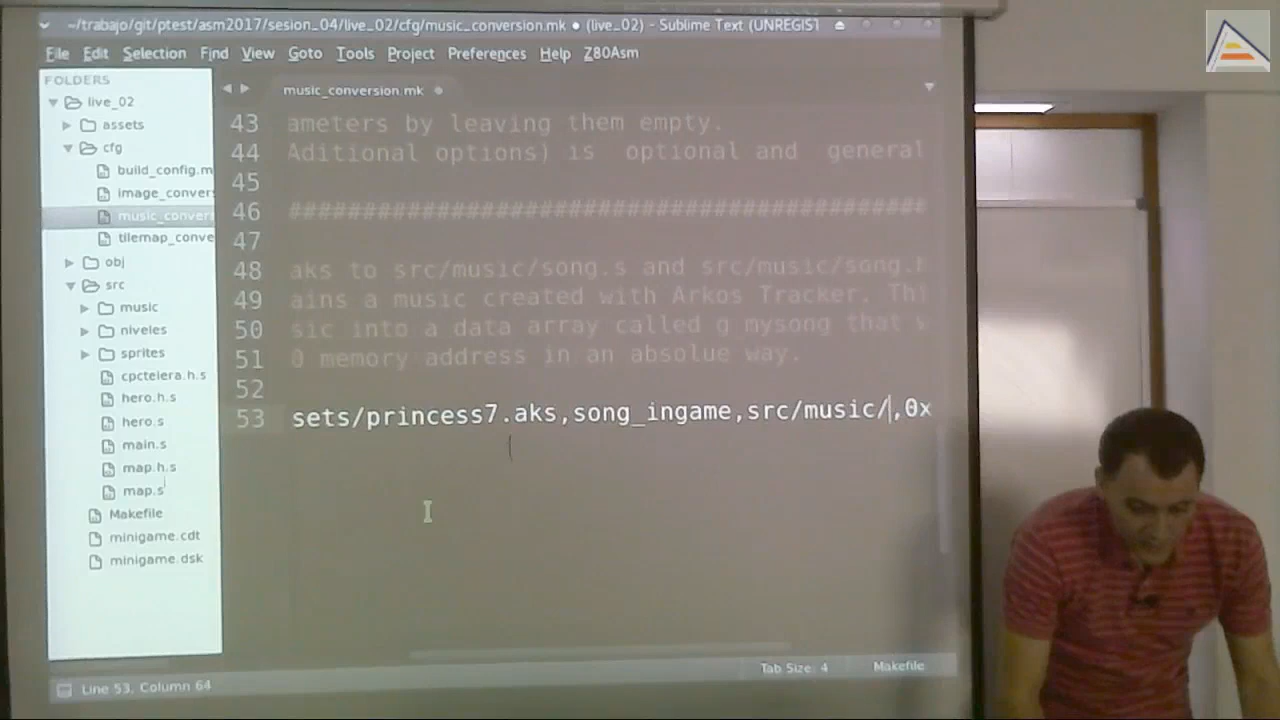 ~/trabajo/git/ptest/asm2017/sesion_04/live_02/cfg/music_conversion.mk • (live_02) - Sublime Text (UNREGIST
File Edit Selection Find View Goto Tools Project Preferences Help Z80Asm
FOLDERS
live_02
assets
cfg
build_config.m
image_conver
music_conver
tilemap_conve
obj
src
music
niveles
sprites
cpctelera.h.s
hero.h.s
hero.s
main.s
map.h.s
map.s
Makefile
minigame.cdt
minigame.dsk
music_conversion.mk
43 ameters by leaving them empty.
44 Aditional options) is optional and general
45
46 ############################################
47
48 aks to src/music/song.s and src/music/song.h
49 ains a music created with Arkos Tracker. Thi
50 sic into a data array called g_mysong that w
51 0 memory address in an absolue way.
52
53 sets/princess7.aks,song_ingame,src/music/,0x
Line 53, Column 64
Tab Size: 4
Makefile